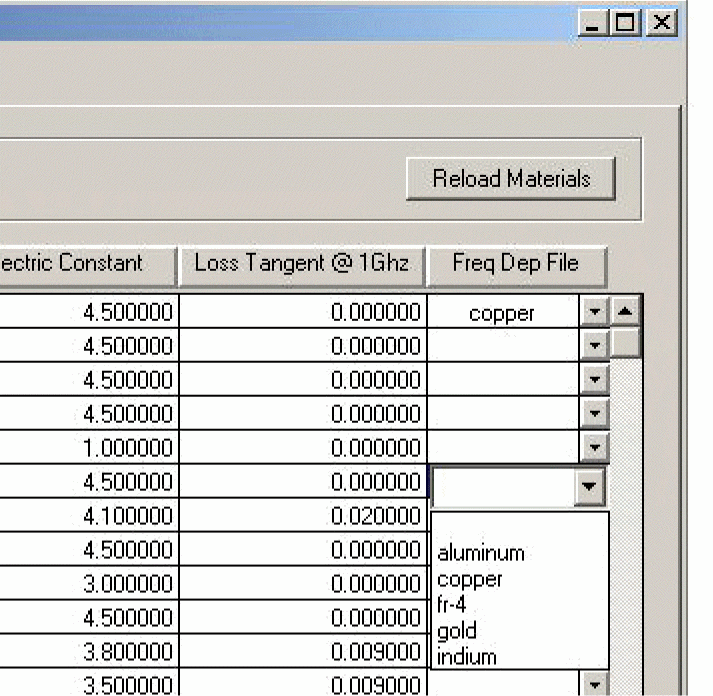 Reload Materials
ectric Constant Loss Tangent @ 1Ghz Freq Dep File
4.500000 0.000000 copper
4.500000 0.000000
4.500000 0.000000
4.500000 0.000000
1.000000 0.000000
4.500000 0.000000
4.100000 0.020000
4.500000 0.000000 aluminum
3.000000 0.000000 copper
fr-4
4.500000 0.000000 gold
3.800000 0.009000 indium
3.500000 0.009000